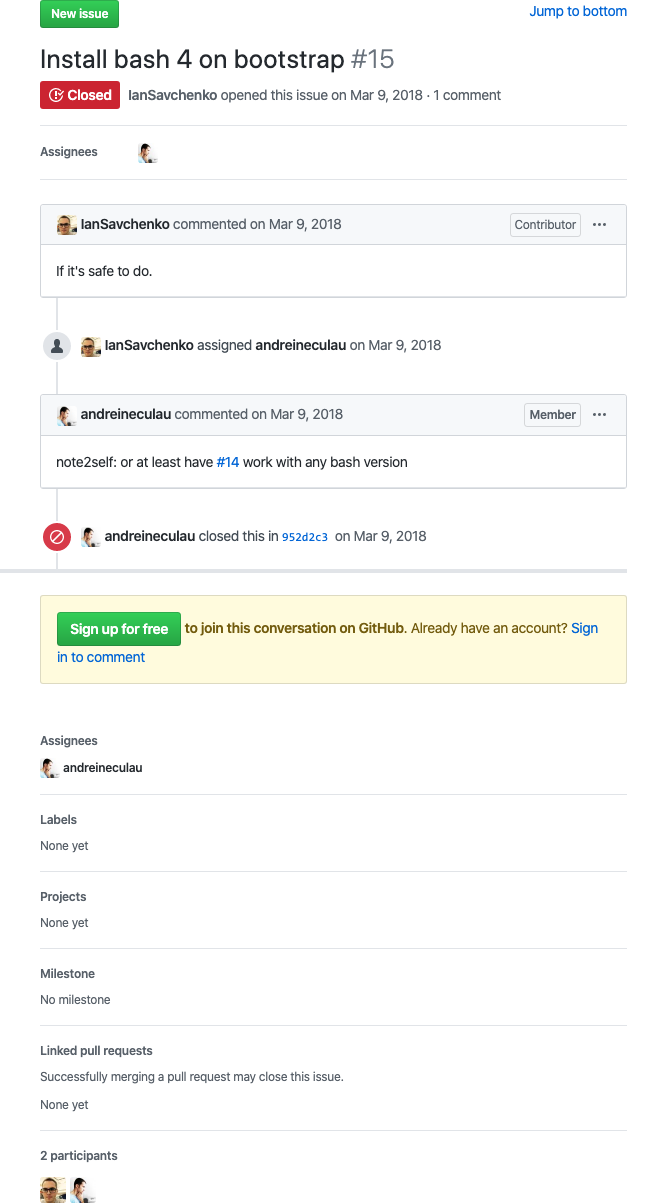 New issue
Jump to bottom
Install bash 4 on bootstrap #15
Closed IanSavchenko opened this issue on Mar 9, 2018 · 1 comment
Assignees
IanSavchenko commented on Mar 9, 2018
Contributor ···
If it's safe to do.
IanSavchenko assigned andreineculau on Mar 9, 2018
andreineculau commented on Mar 9, 2018
Member ···
note2self: or at least have #14 work with any bash version
andreineculau closed this in 952d2c3 on Mar 9, 2018
Sign up for free to join this conversation on GitHub. Already have an account? Sign
in to comment
Assignees
andreineculau
Labels
None yet
Projects
None yet
Milestone
No milestone
Linked pull requests
Successfully merging a pull request may close this issue.
None yet
2 participants